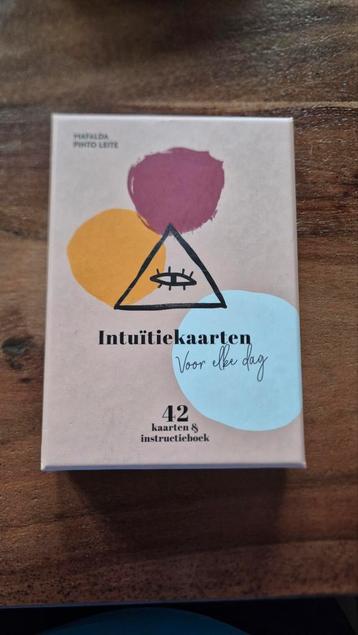 MAFALDA
PINTO LEITE
Intuïtiekaarten
Voor elke dag
42
kaarten &
instructieboek